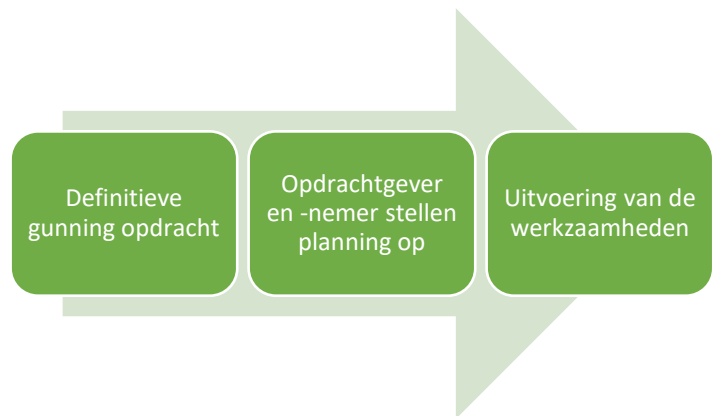 Definitieve
gunning opdracht
Opdrachtgever
en -nemer stellen
planning op
Uitvoering van de
werkzaamheden